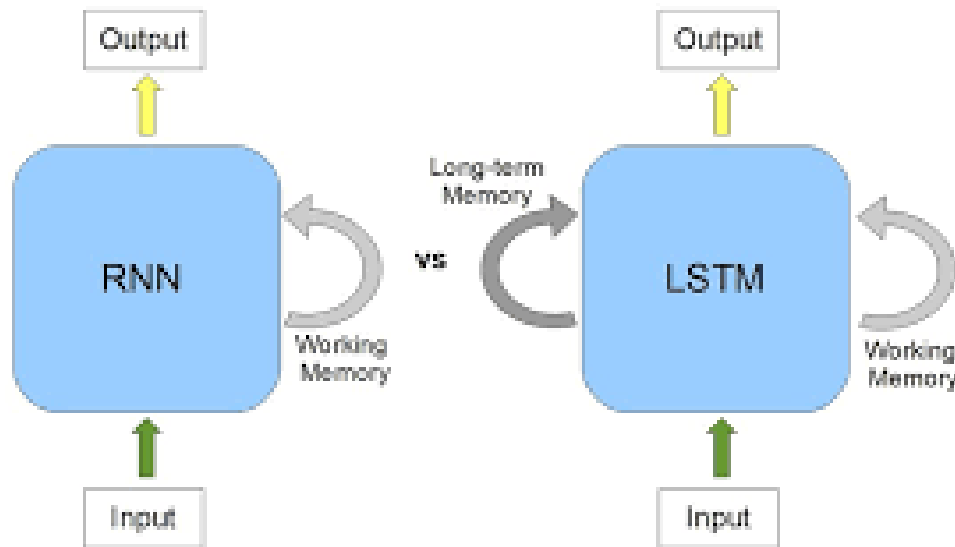 Output
RNN
Working
Memory
Input
vs
Output
Long-term
Memory
LSTM
Working
Memory
Input